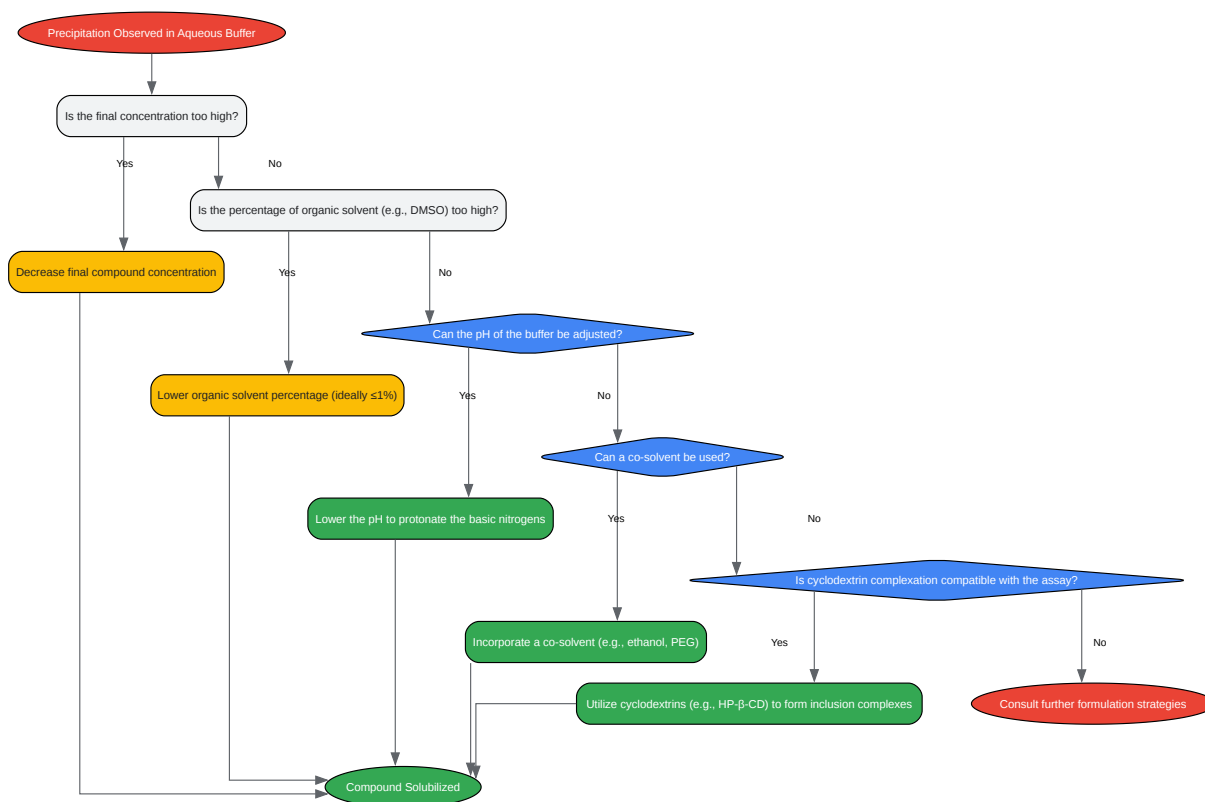 Precipitation Observed in Aqueous Buffer
Is the final concentration too high?
Yes
No
Is the percentage of organic solvent (e.g., DMSO) too high?
Decrease final compound concentration
Yes
No
Can the pH of the buffer be adjusted?
Lower organic solvent percentage (ideally ≤1%)
Yes
No
Can a co-solvent be used?
Lower the pH to protonate the basic nitrogens
Yes
No
Is cyclodextrin complexation compatible with the assay?
Incorporate a co-solvent (e.g., ethanol, PEG)
Yes
No
Utilize cyclodextrins (e.g., HP-β-CD) to form inclusion complexes
Consult further formulation strategies
Compound Solubilized